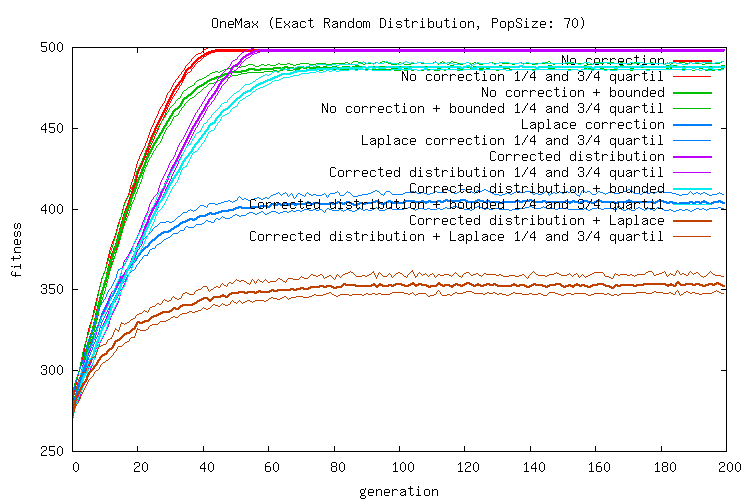 OneMax (Exact Random Distribution, PopSize: 70)
500
450
400
350
300
250
fitness
No correction
No correction 1/4 and 3/4 quartil
No correction + bounded
No correction + bounded 1/4 and 3/4 quartil
Laplace correction
Laplace correction 1/4 and 3/4 quartil
Corrected distribution
Corrected distribution 1/4 and 3/4 quartil
Corrected distribution + bounded
Corrected distribution + bounded 1/4 and 3/4 quartil
Corrected distribution + Laplace
Corrected distribution + Laplace 1/4 and 3/4 quartil
0 20 40 60 80 100 120 140 160 180 200
generation